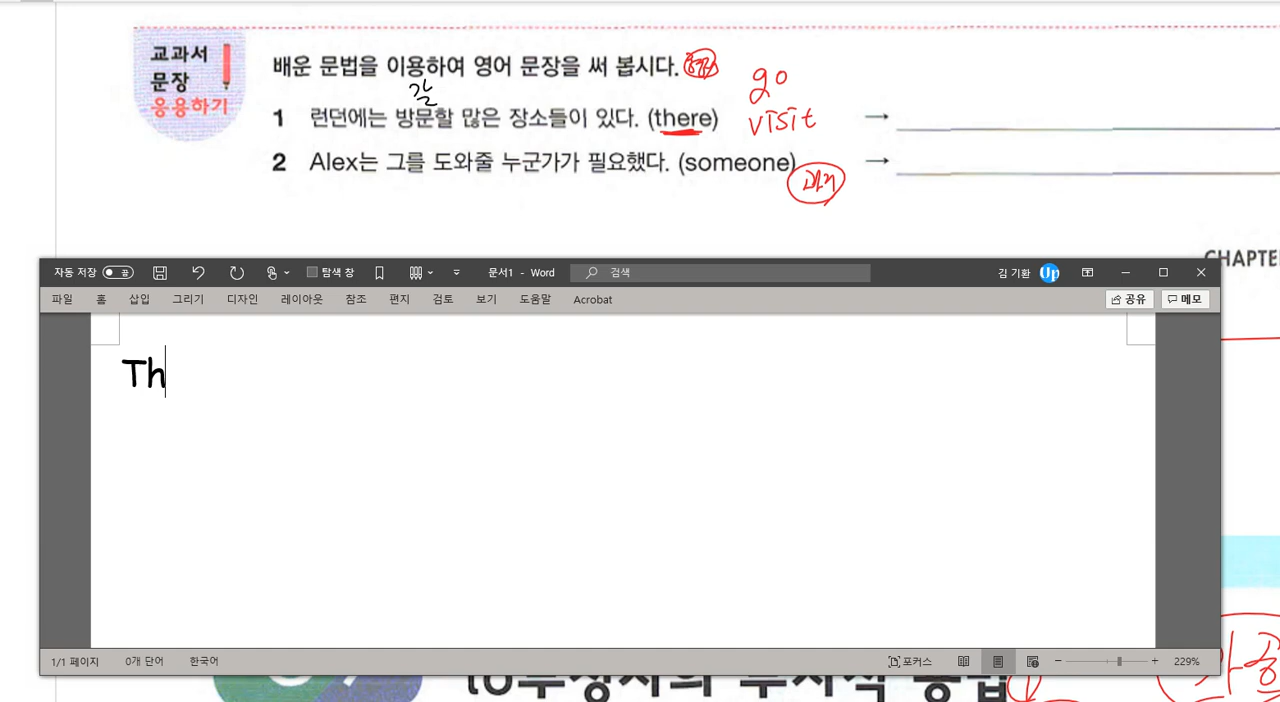 교과서
문장
응용하기
배운 문법을 이용하여 영어 문장을 써 봅시다.
갈
go
1 런던에는 방문할 많은 장소들이 있다. (there) →
visit
2 Alex는 그를 도와줄 누군가가 필요했다. (someone) →
과거
CHAPTE
자동 저장 탐색 창 문서1 - Word 검색 김 기환 Up
파일 홈 삽입 그리기 디자인 레이아웃 참조 편지 검토 보기 도움말 Acrobat 공유 메모
Th
1/1 페이지 0개 단어 한국어 포커스 - + 229%